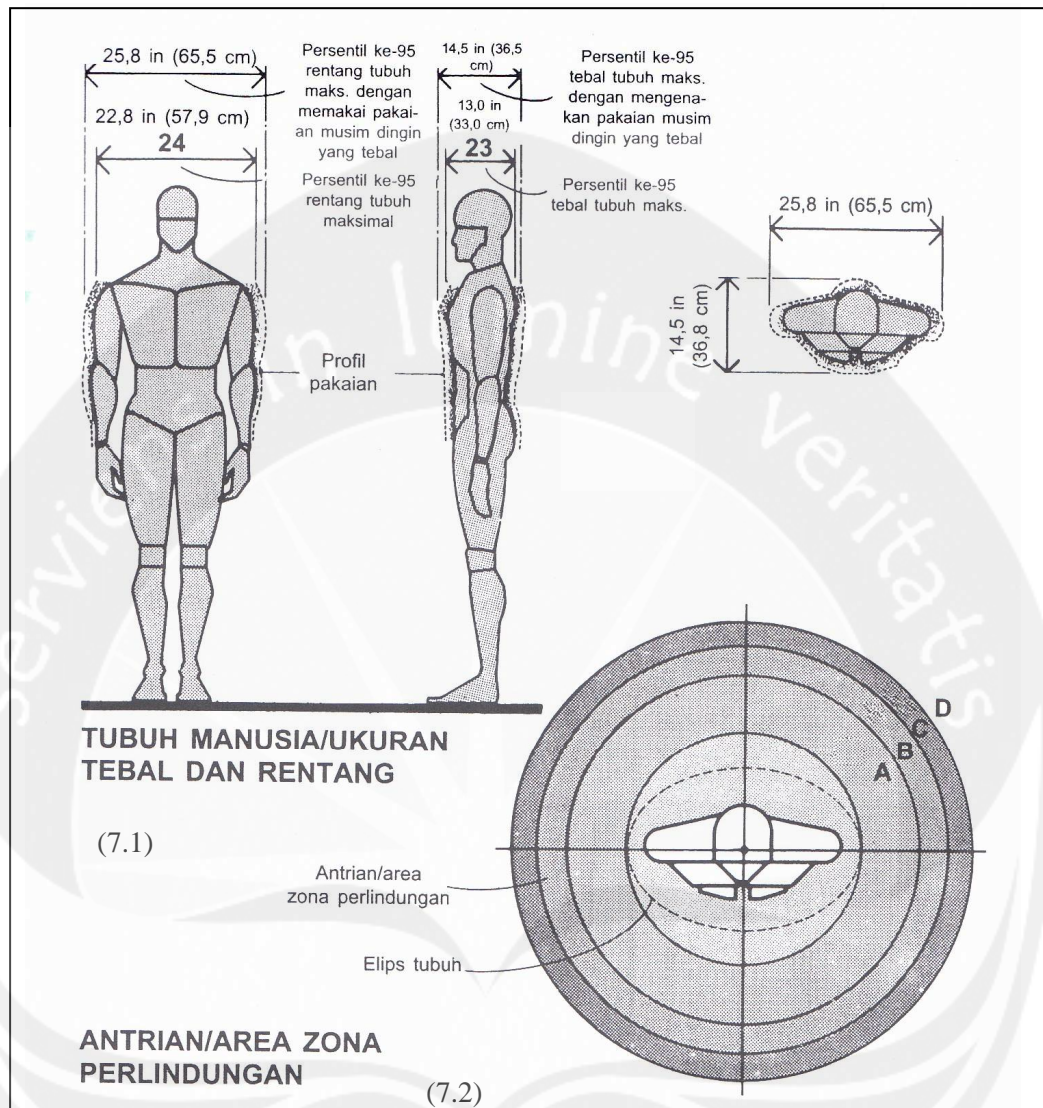 25,8 in (65,5 cm)
Persentil ke-95
rentang tubuh
maks. dengan
memakai pakai-
an musim dingin
yang tebal
22,8 in (57,9 cm)
24
Persentil ke-95
rentang tubuh
maksimal
14,5 in (36,5
cm)
Persentil ke-95
tebal tubuh maks.
dengan mengena-
kan pakaian musim
dingin yang tebal
13,0 in
(33,0 cm)
23
Persentil ke-95
tebal tubuh maks.
25,8 in (65,5 cm)
14,5 in
(36,8 cm)
Profil
pakaian
serviens in lumine veritatis
TUBUH MANUSIA/UKURAN
TEBAL DAN RENTANG
(7.1)
D
C
B
A
Antrian/area
zona perlindungan
Elips tubuh
ANTRIAN/AREA ZONA
PERLINDUNGAN
(7.2)